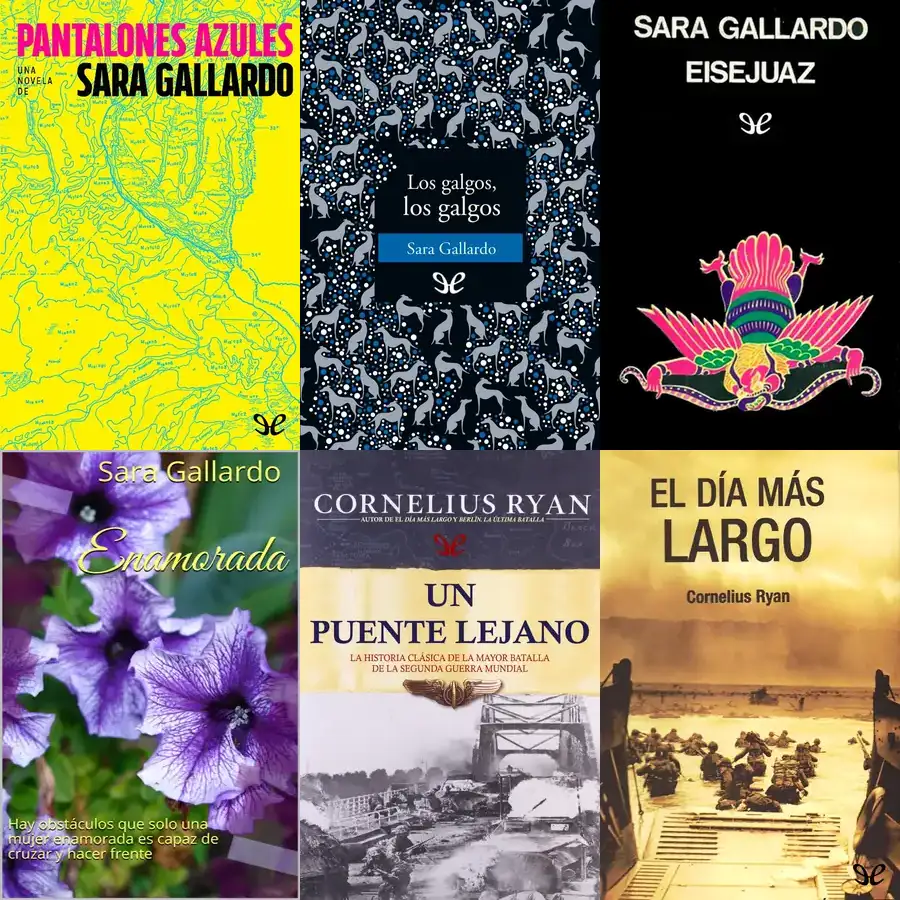 PANTALONES AZULES
UNA
NOVELA
DE
SARA GALLARDO
Los galgos,
los galgos
Sara Gallardo
SARA GALLARDO
EISEJUAZ
Sara Gallardo
Enamorada
Hay obstáculos que solo una
mujer enamorada es capaz de
cruzar y hacer frente
CORNELIUS RYAN
AUTOR DE EL DÍA MÁS LARGO Y BERLÍN. LA ÚLTIMA BATALLA
UN
PUENTE LEJANO
LA HISTORIA CLÁSICA DE LA MAYOR BATALLA
DE LA SEGUNDA GUERRA MUNDIAL
EL DÍA MÁS
LARGO
Cornelius Ryan